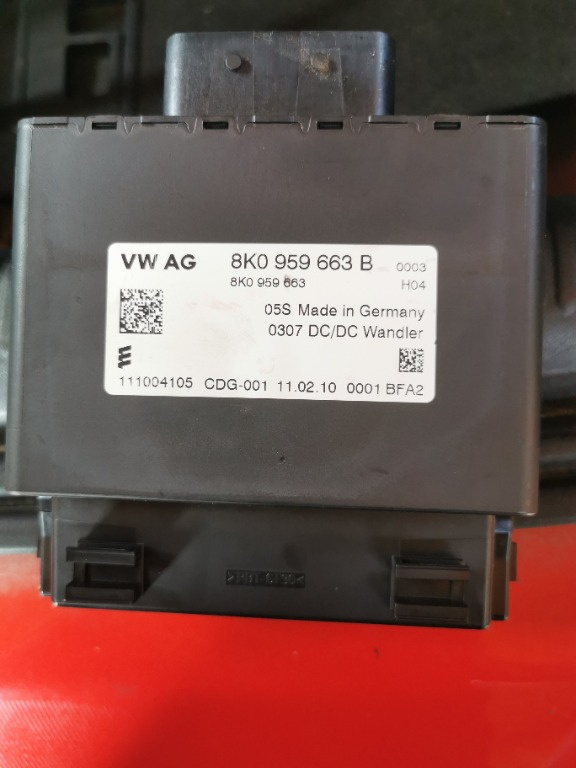 VW AG 8K0 959 663 B 0003
8K0 959 663 H04
05S Made in Germany
0307 DC/DC Wandler
111004105 CDG-001 11.02.10 0001 BFA2